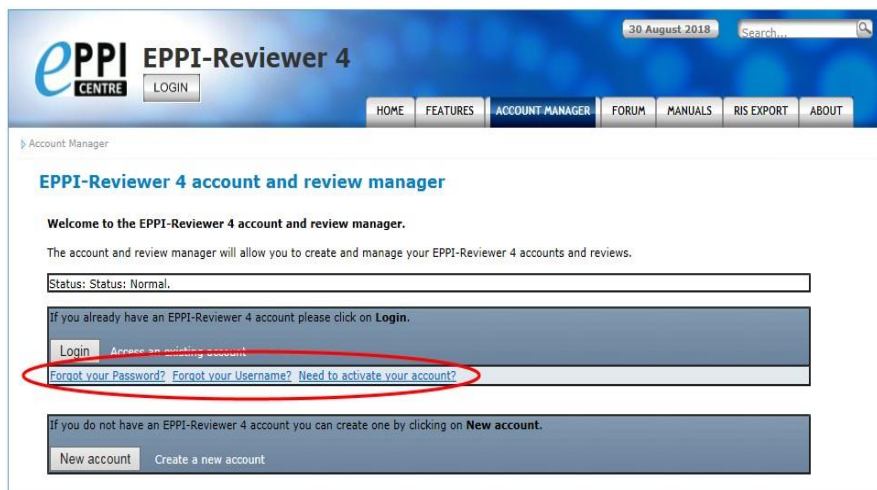 30 August 2018
Search...
ePPI
CENTRE
EPPI-Reviewer 4
LOGIN
HOME FEATURES ACCOUNT MANAGER FORUM MANUALS RIS EXPORT ABOUT
Account Manager
EPPI-Reviewer 4 account and review manager
Welcome to the EPPI-Reviewer 4 account and review manager.
The account and review manager will allow you to create and manage your EPPI-Reviewer 4 accounts and reviews.
Status: Status: Normal.
If you already have an EPPI-Reviewer 4 account please click on Login.
Login Access an existing account
Forgot your Password? Forgot your Username? Need to activate your account?
If you do not have an EPPI-Reviewer 4 account you can create one by clicking on New account.
New account Create a new account